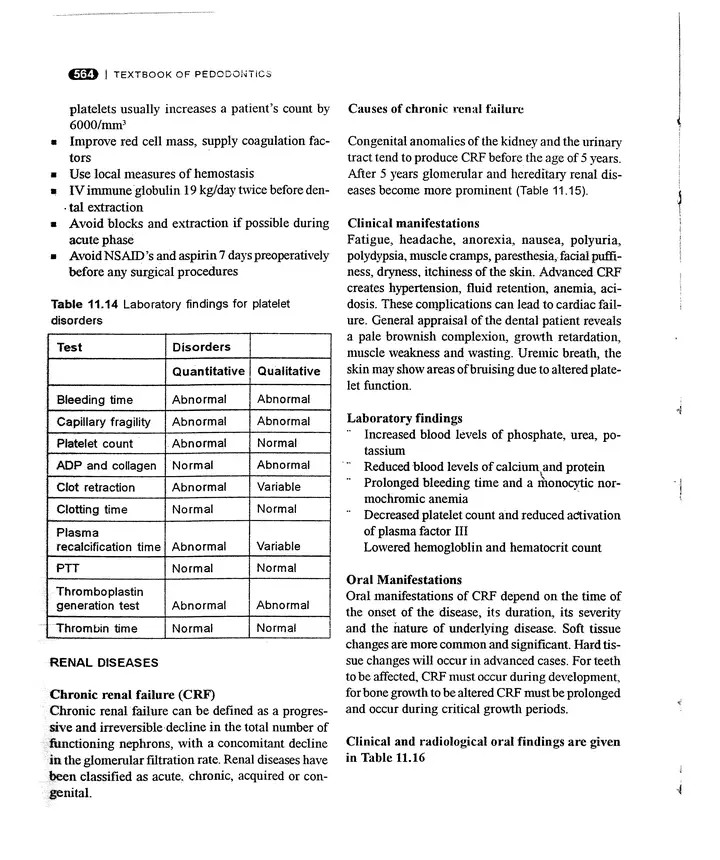 564 | TEXTBOOK OF PEDODONTICS
platelets usually increases a patient's count by
6000/mm³
■ Improve red cell mass, supply coagulation fac-
tors
■ Use local measures of hemostasis
■ IV immune globulin 19 kg/day twice before den-
tal extraction
■ Avoid blocks and extraction if possible during
acute phase
■ Avoid NSAID's and aspirin 7 days preoperatively
before any surgical procedures
Table 11.14 Laboratory findings for platelet
disorders
Test Disorders
Quantitative Qualitative
Bleeding time Abnormal Abnormal
Capillary fragility Abnormal Abnormal
Platelet count Abnormal Normal
ADP and collagen Normal Abnormal
Clot retraction Abnormal Variable
Clotting time Normal Normal
Plasma
recalcification time Abnormal Variable
PTT Normal Normal
Thromboplastin
generation test Abnormal Abnormal
Thrombin time Normal Normal
RENAL DISEASES
Chronic renal failure (CRF)
Chronic renal failure can be defined as a progres-
sive and irreversible decline in the total number of
functioning nephrons, with a concomitant decline
in the glomerular filtration rate. Renal diseases have
been classified as acute, chronic, acquired or con-
genital.
Causes of chronic renal failure
Congenital anomalies of the kidney and the urinary
tract tend to produce CRF before the age of 5 years.
After 5 years glomerular and hereditary renal dis-
eases become more prominent (Table 11.15).
Clinical manifestations
Fatigue, headache, anorexia, nausea, polyuria,
polydypsia, muscle cramps, paresthesia, facial puffi-
ness, dryness, itchiness of the skin. Advanced CRF
creates hypertension, fluid retention, anemia, aci-
dosis. These complications can lead to cardiac fail-
ure. General appraisal of the dental patient reveals
a pale brownish complexion, growth retardation,
muscle weakness and wasting. Uremic breath, the
skin may show areas of bruising due to altered plate-
let function.
Laboratory findings
¨ Increased blood levels of phosphate, urea, po-
tassium
¨ Reduced blood levels of calcium and protein
¨ Prolonged bleeding time and a monocytic nor-
mochromic anemia
¨ Decreased platelet count and reduced activation
of plasma factor III
Lowered hemogloblin and hematocrit count
Oral Manifestations
Oral manifestations of CRF depend on the time of
the onset of the disease, its duration, its severity
and the nature of underlying disease. Soft tissue
changes are more common and significant. Hard tis-
sue changes will occur in advanced cases. For teeth
to be affected, CRF must occur during development,
for bone growth to be altered CRF must be prolonged
and occur during critical growth periods.
Clinical and radiological oral findings are given
in Table 11.16